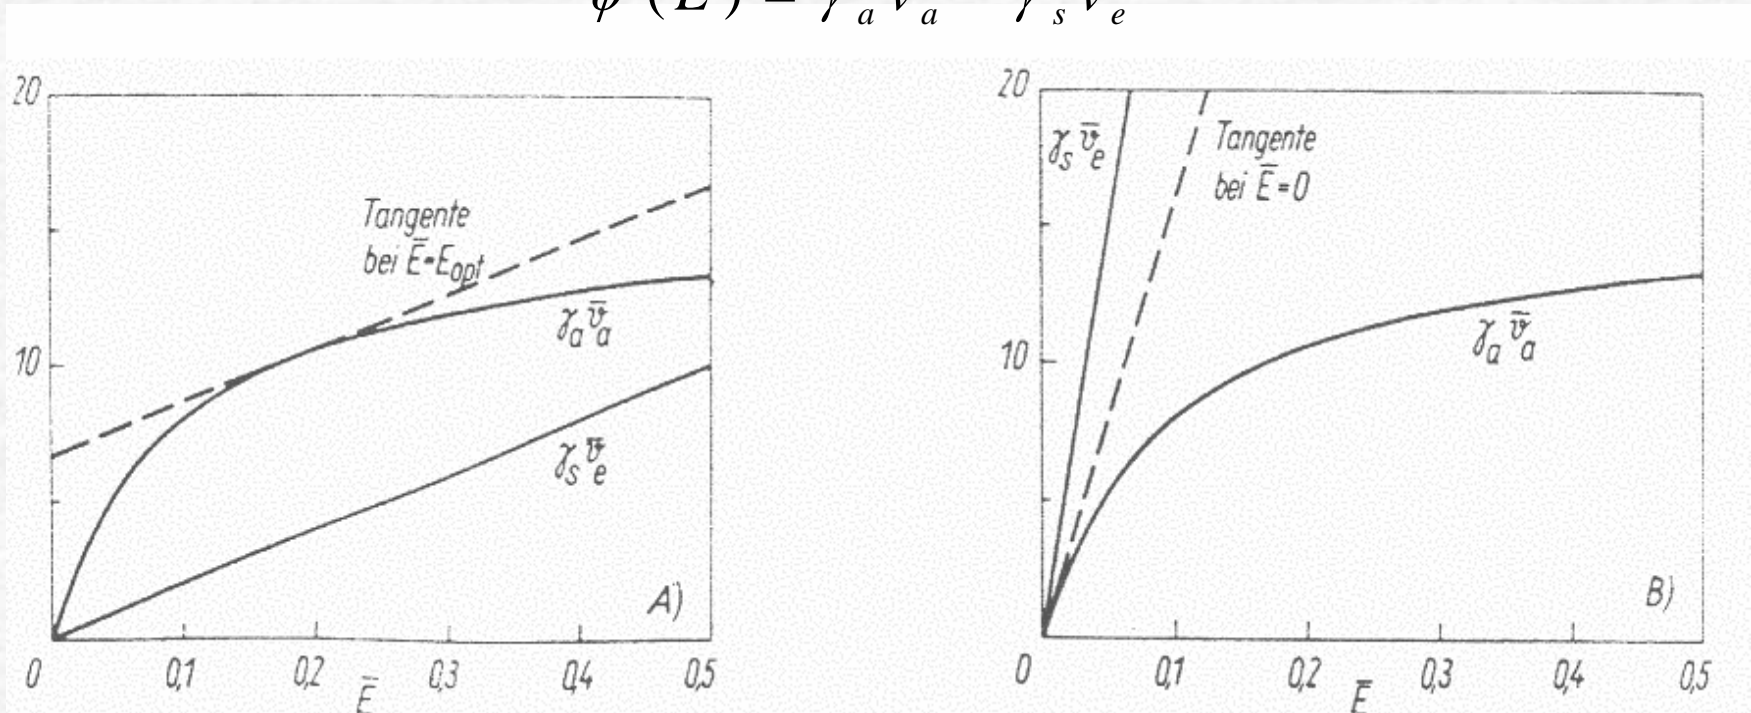 20
10
0
0,1
0,2
0,3
0,4
0,5
Ē
Tangente
bei Ē=E_opt
γ_a v̄_a
γ_s v̄_e
A)
20
10
0
0,1
0,2
0,3
0,4
0,5
Ē
γ_s v̄_e
Tangente
bei Ē=0
γ_a v̄_a
B)